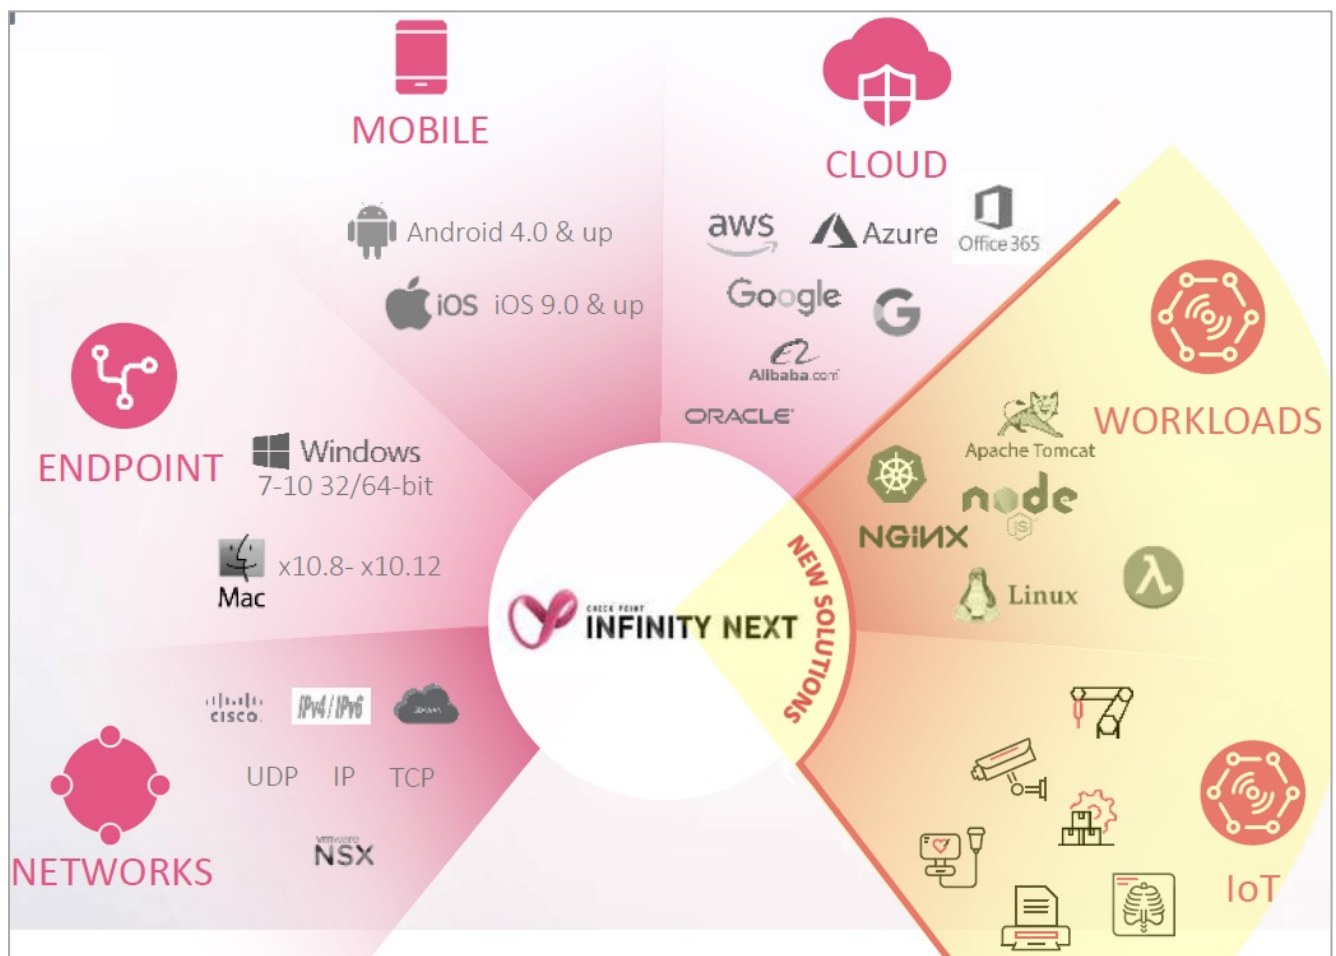 MOBILE
Android 4.0 & up
iOS iOS 9.0 & up
CLOUD
aws Azure Office 365
Google G
Alibaba.com
ORACLE
WORKLOADS
Apache Tomcat
node
JS
NGiNX
Linux
λ
ENDPOINT
Windows
7-10 32/64-bit
x10.8- x10.12
Mac
CHECK POINT
INFINITY NEXT
NEW SOLUTIONS
CISCO IPv4 / IPv6
UDP IP TCP
vmware
NSX
NETWORKS
IoT